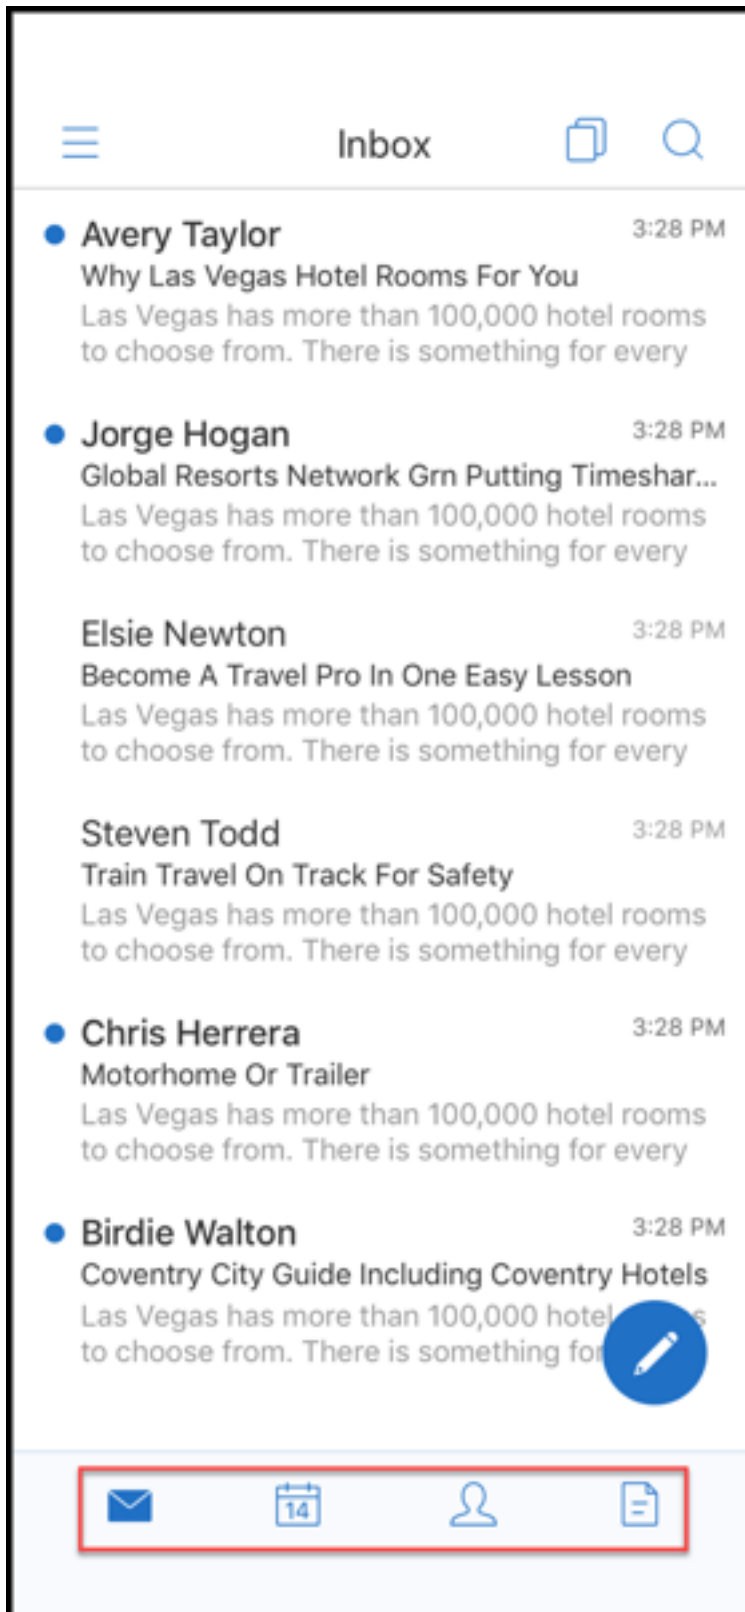 Inbox
Avery Taylor 3:28 PM
Why Las Vegas Hotel Rooms For You
Las Vegas has more than 100,000 hotel rooms
to choose from. There is something for every
Jorge Hogan 3:28 PM
Global Resorts Network Grn Putting Timeshar...
Las Vegas has more than 100,000 hotel rooms
to choose from. There is something for every
Elsie Newton 3:28 PM
Become A Travel Pro In One Easy Lesson
Las Vegas has more than 100,000 hotel rooms
to choose from. There is something for every
Steven Todd 3:28 PM
Train Travel On Track For Safety
Las Vegas has more than 100,000 hotel rooms
to choose from. There is something for every
Chris Herrera 3:28 PM
Motorhome Or Trailer
Las Vegas has more than 100,000 hotel rooms
to choose from. There is something for every
Birdie Walton 3:28 PM
Coventry City Guide Including Coventry Hotels
Las Vegas has more than 100,000 hotel
to choose from. There is something for
14